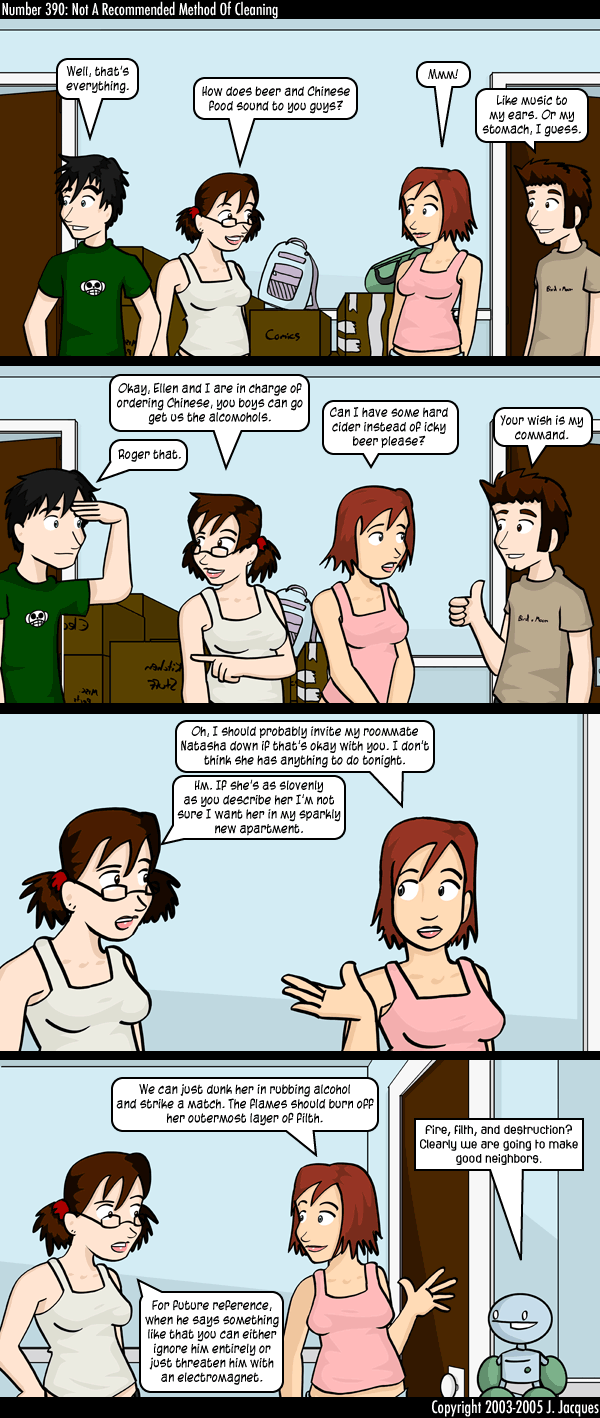 Number 390: Not A Recommended Method Of Cleaning
Well, that's
everything.
How does beer and Chinese
food sound to you guys?
Mmm!
Like music to
my ears. Or my
stomach, I guess.
Comics
Bird & Moon
Okay, Ellen and I are in charge of
ordering Chinese, you boys can go
get us the alcomohols.
Roger that.
Can I have some hard
cider instead of icky
beer please?
Your wish is my
command.
Kitchen
Stuff
Bird & Moon
Oh, I should probably invite my roommate
Natasha down if that's okay with you. I don't
think she has anything to do tonight.
Hm. If she's as slovenly
as you describe her I'm not
sure I want her in my sparkly
new apartment.
We can just dunk her in rubbing alcohol
and strike a match. The flames should burn off
her outermost layer of filth.
Fire, filth, and destruction?
Clearly we are going to make
good neighbors.
For future reference,
when he says something
like that you can either
ignore him entirely or
just threaten him with
an electromagnet.
Copyright 2003-2005 J. Jacques